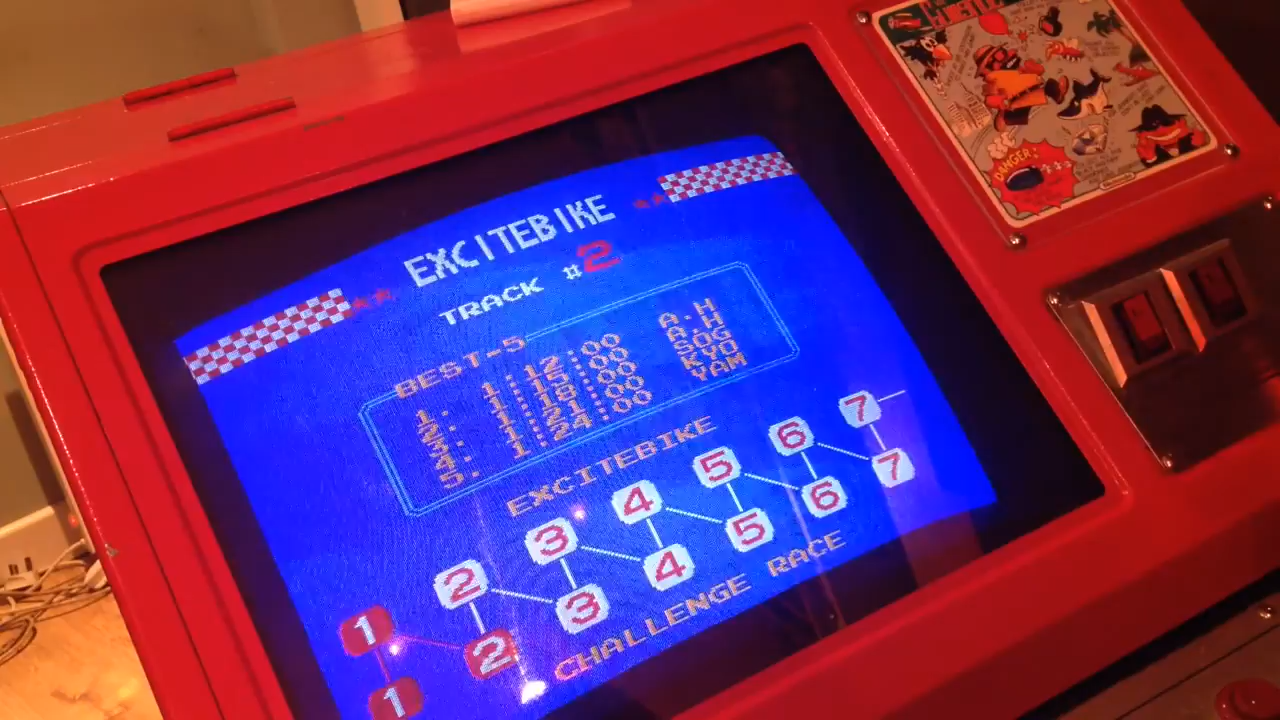 EXCITEBIKE
TRACK #2
BEST-5
1. 1:12:00 A.H
2. 1:15:00 A.H
3. 1:18:00 SOG
4. 1:21:00 KYO
5. 1:24:00 YAM
EXCITEBIKE
1 2 3 4 5 6 7
1 2 3 4 5 6 7
CHALLENGE RACE
DANGER!
Nintendo